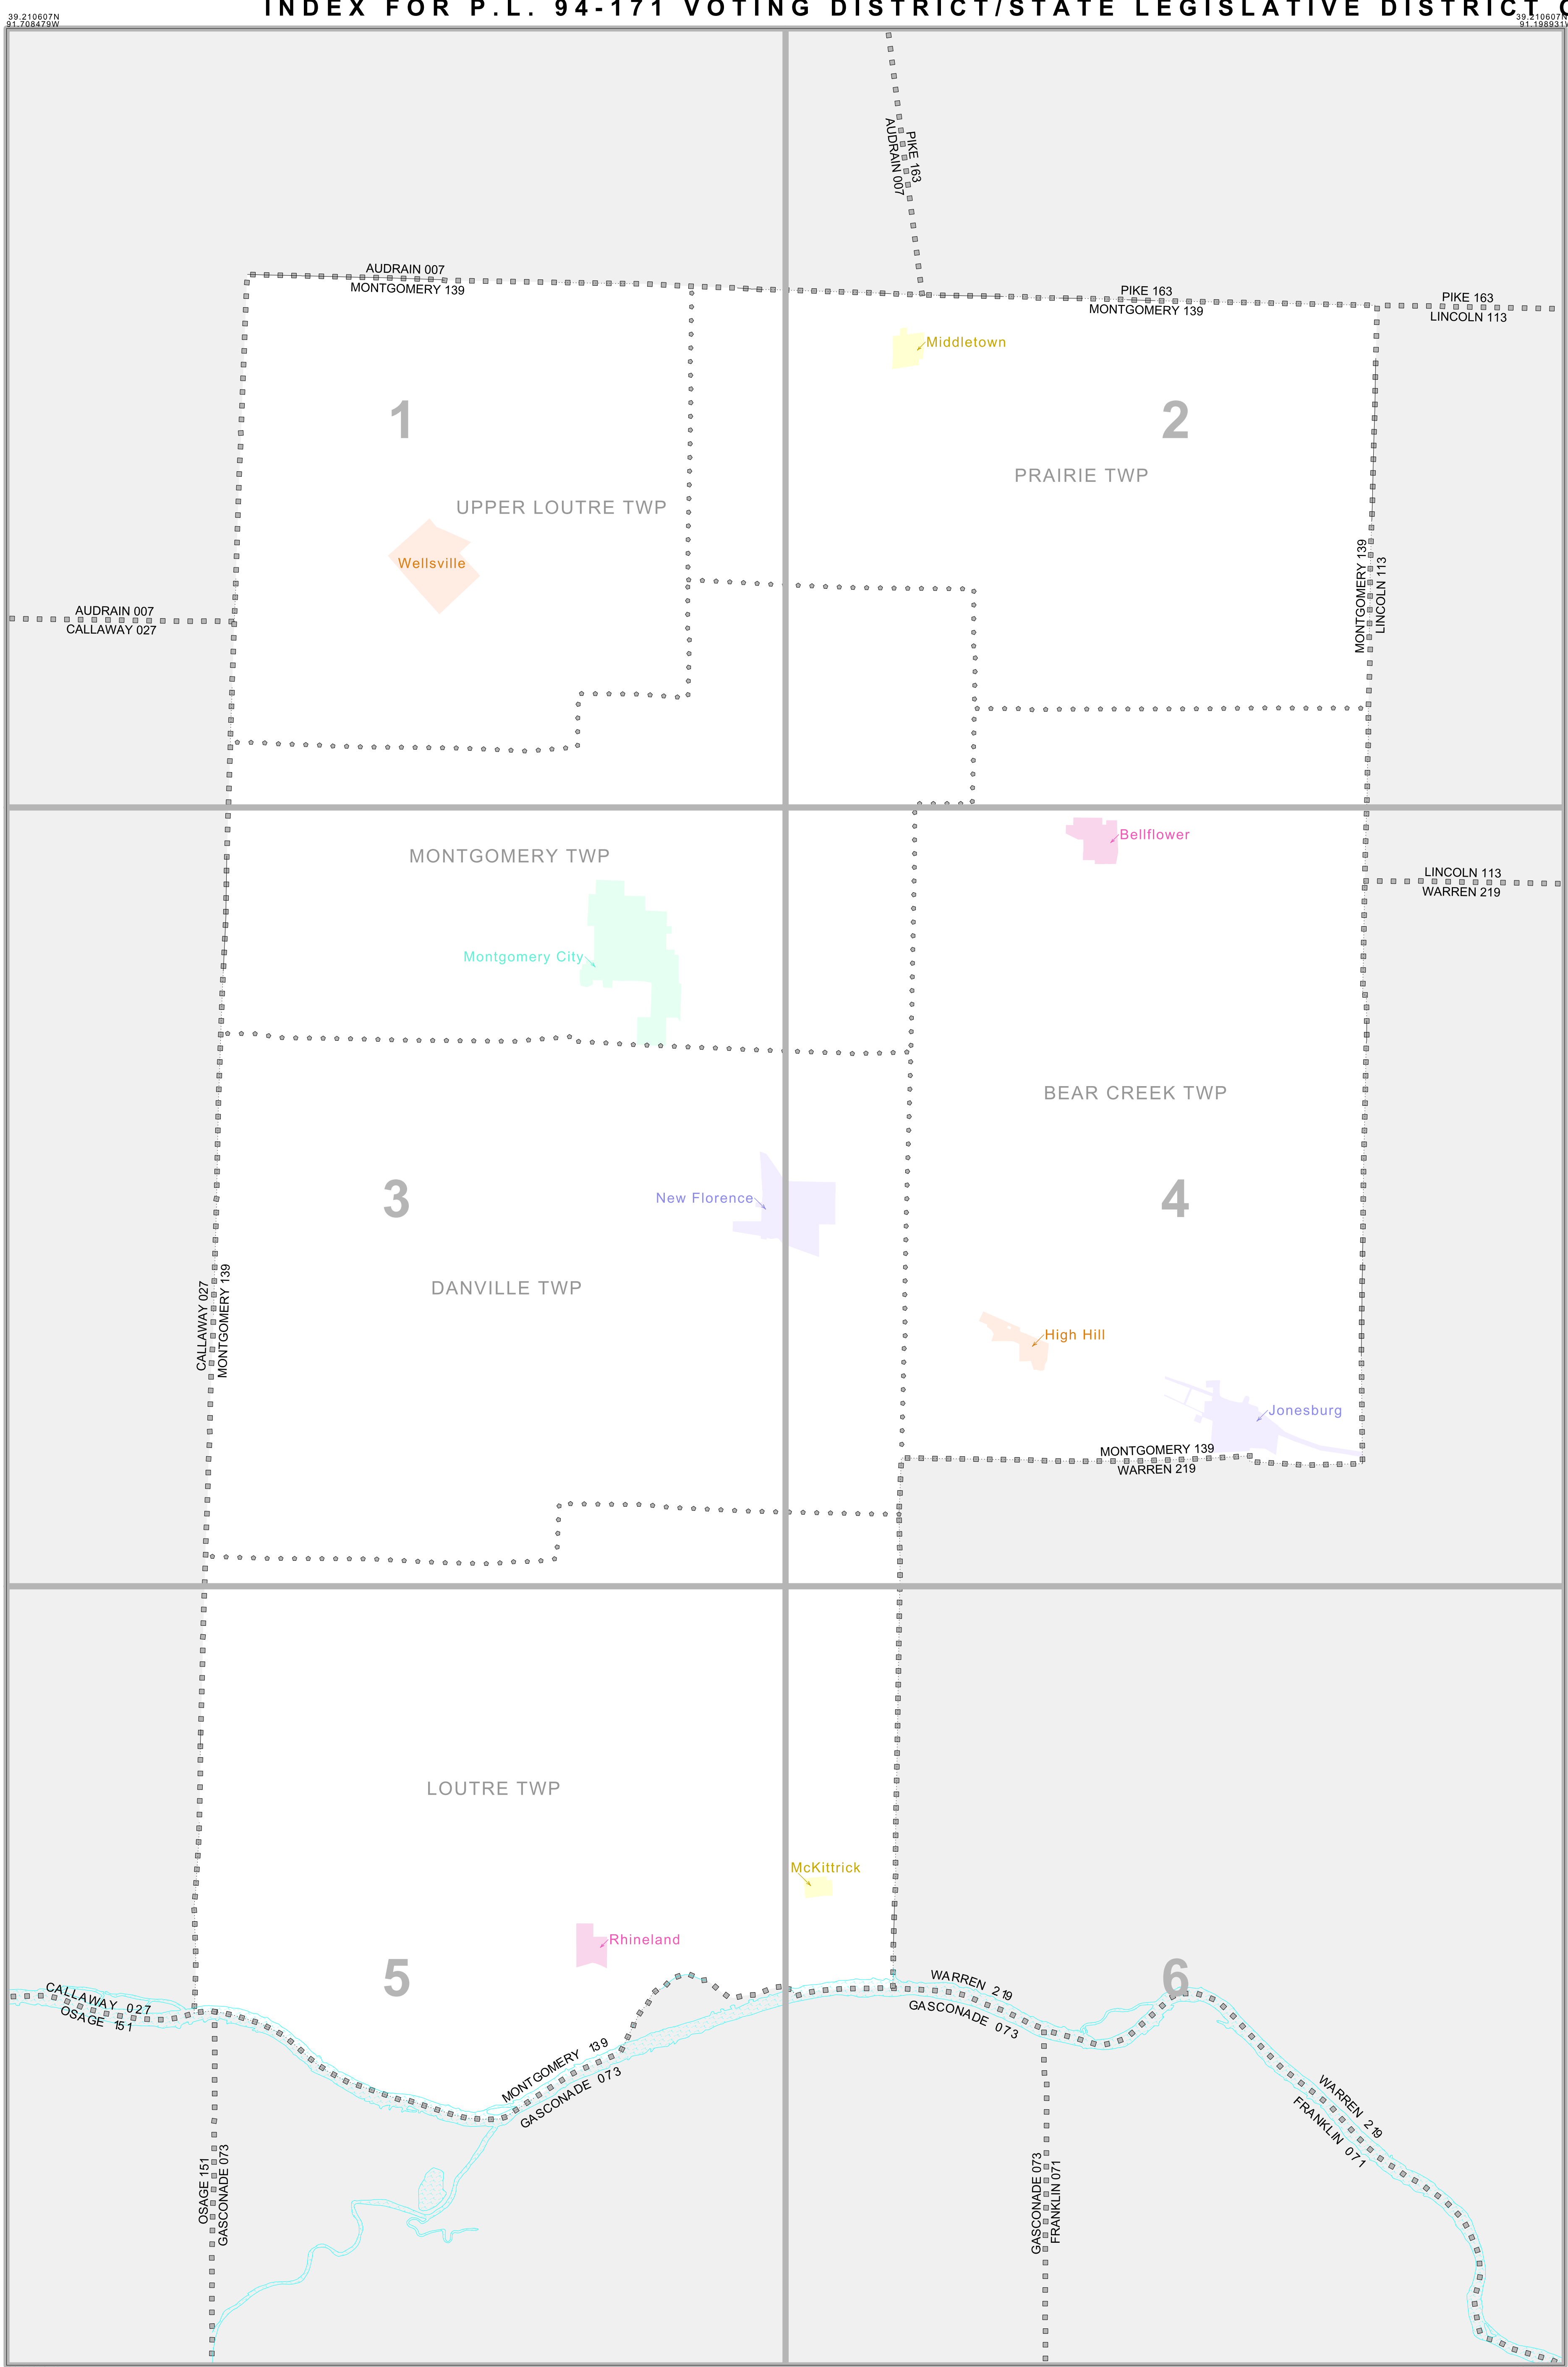 INDEX FOR P.L. 94-171 VOTING DISTRICT/STATE LEGISLATIVE DISTRICT
39.210607N
91.708479W
39.210607N
91.198931W
PIKE 163
AUDRAIN 007
AUDRAIN 007
MONTGOMERY 139
PIKE 163
MONTGOMERY 139
PIKE 163
LINCOLN 113
Middletown
1
2
PRAIRIE TWP
UPPER LOUTRE TWP
Wellsville
MONTGOMERY 139
LINCOLN 113
AUDRAIN 007
CALLAWAY 027
Bellflower
MONTGOMERY TWP
LINCOLN 113
WARREN 219
Montgomery City
BEAR CREEK TWP
3
New Florence
4
DANVILLE TWP
CALLAWAY 027
MONTGOMERY 139
High Hill
Jonesburg
MONTGOMERY 139
WARREN 219
LOUTRE TWP
McKittrick
Rhineland
5
6
CALLAWAY 027
OSAGE 151
WARREN 219
GASCONADE 073
MONTGOMERY 139
GASCONADE 073
WARREN 219
FRANKLIN 071
OSAGE 151
GASCONADE 073
GASCONADE 073
FRANKLIN 071